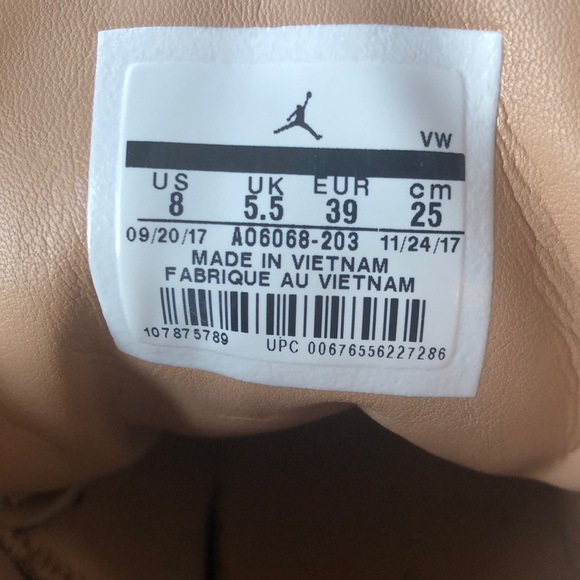 VW
US UK EUR cm
8 5.5 39 25
09/20/17 AO6068-203 11/24/17
MADE IN VIETNAM
FABRIQUE AU VIETNAM
107875789 UPC 00676556227286